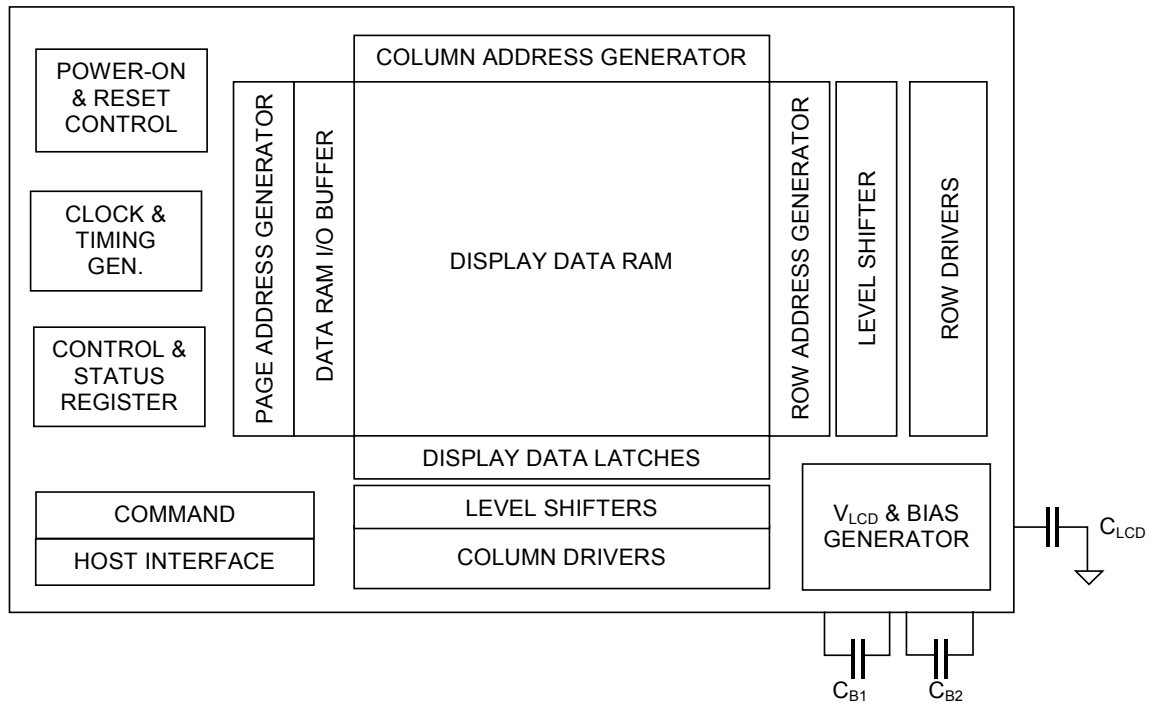 POWER-ON
& RESET
CONTROL
CLOCK &
TIMING
GEN.
CONTROL &
STATUS
REGISTER
COMMAND
HOST INTERFACE
PAGE ADDRESS GENERATOR
DATA RAM I/O BUFFER
COLUMN ADDRESS GENERATOR
DISPLAY DATA RAM
DISPLAY DATA LATCHES
LEVEL SHIFTERS
COLUMN DRIVERS
ROW ADDRESS GENERATOR
LEVEL SHIFTER
ROW DRIVERS
VLCD & BIAS
GENERATOR
CLCD
CB1
CB2